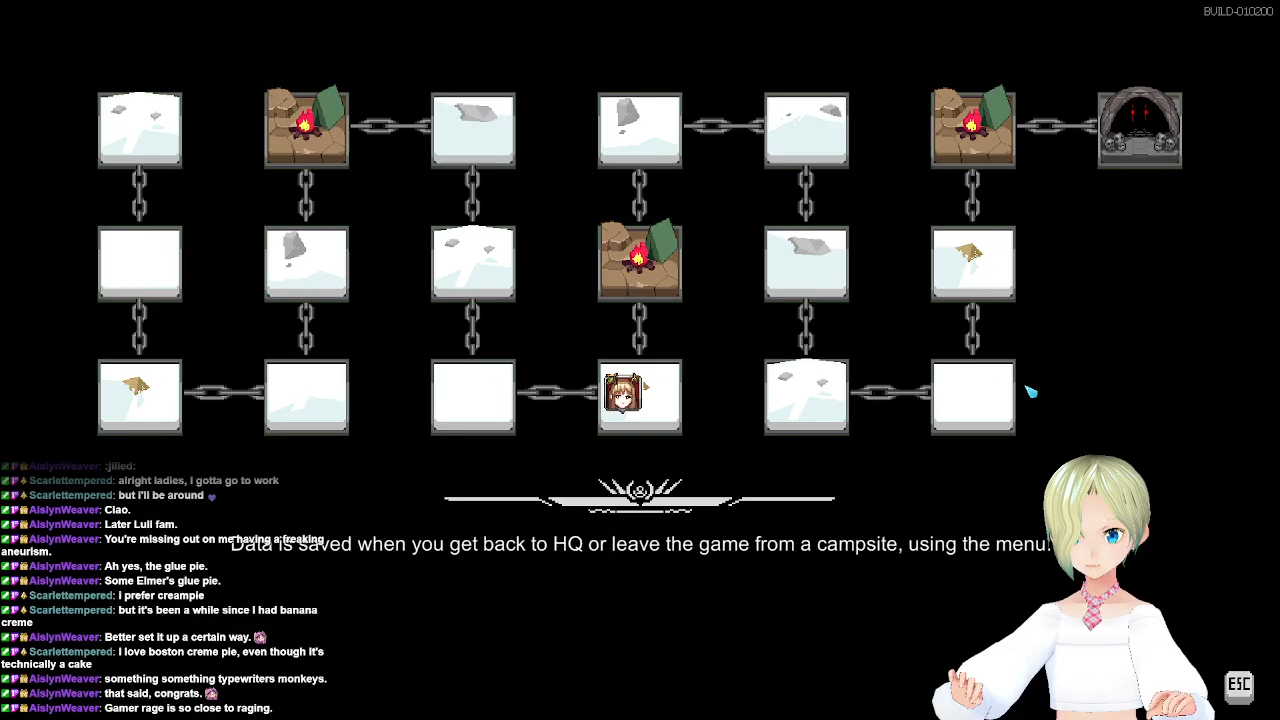 BUILD-010200
AislynWeaver: :jilled:
Scarlettempered: alright ladies, i gotta go to work
Scarlettempered: but i'll be around
AislynWeaver: Ciao.
AislynWeaver: Later Lull fam.
AislynWeaver: You're missing out on me having a freaking
aneurism.
Data is saved when you get back to HQ or leave the game from a campsite, using the menu.
AislynWeaver: Ah yes, the glue pie.
AislynWeaver: Some Elmer's glue pie.
Scarlettempered: i prefer creampie
Scarlettempered: but it's been a while since I had banana
creme
AislynWeaver: Better set it up a certain way.
Scarlettempered: I love boston creme pie, even though it's
technically a cake
AislynWeaver: something something typewriters monkeys.
AislynWeaver: that said, congrats.
AislynWeaver: Gamer rage is so close to raging.
ESC